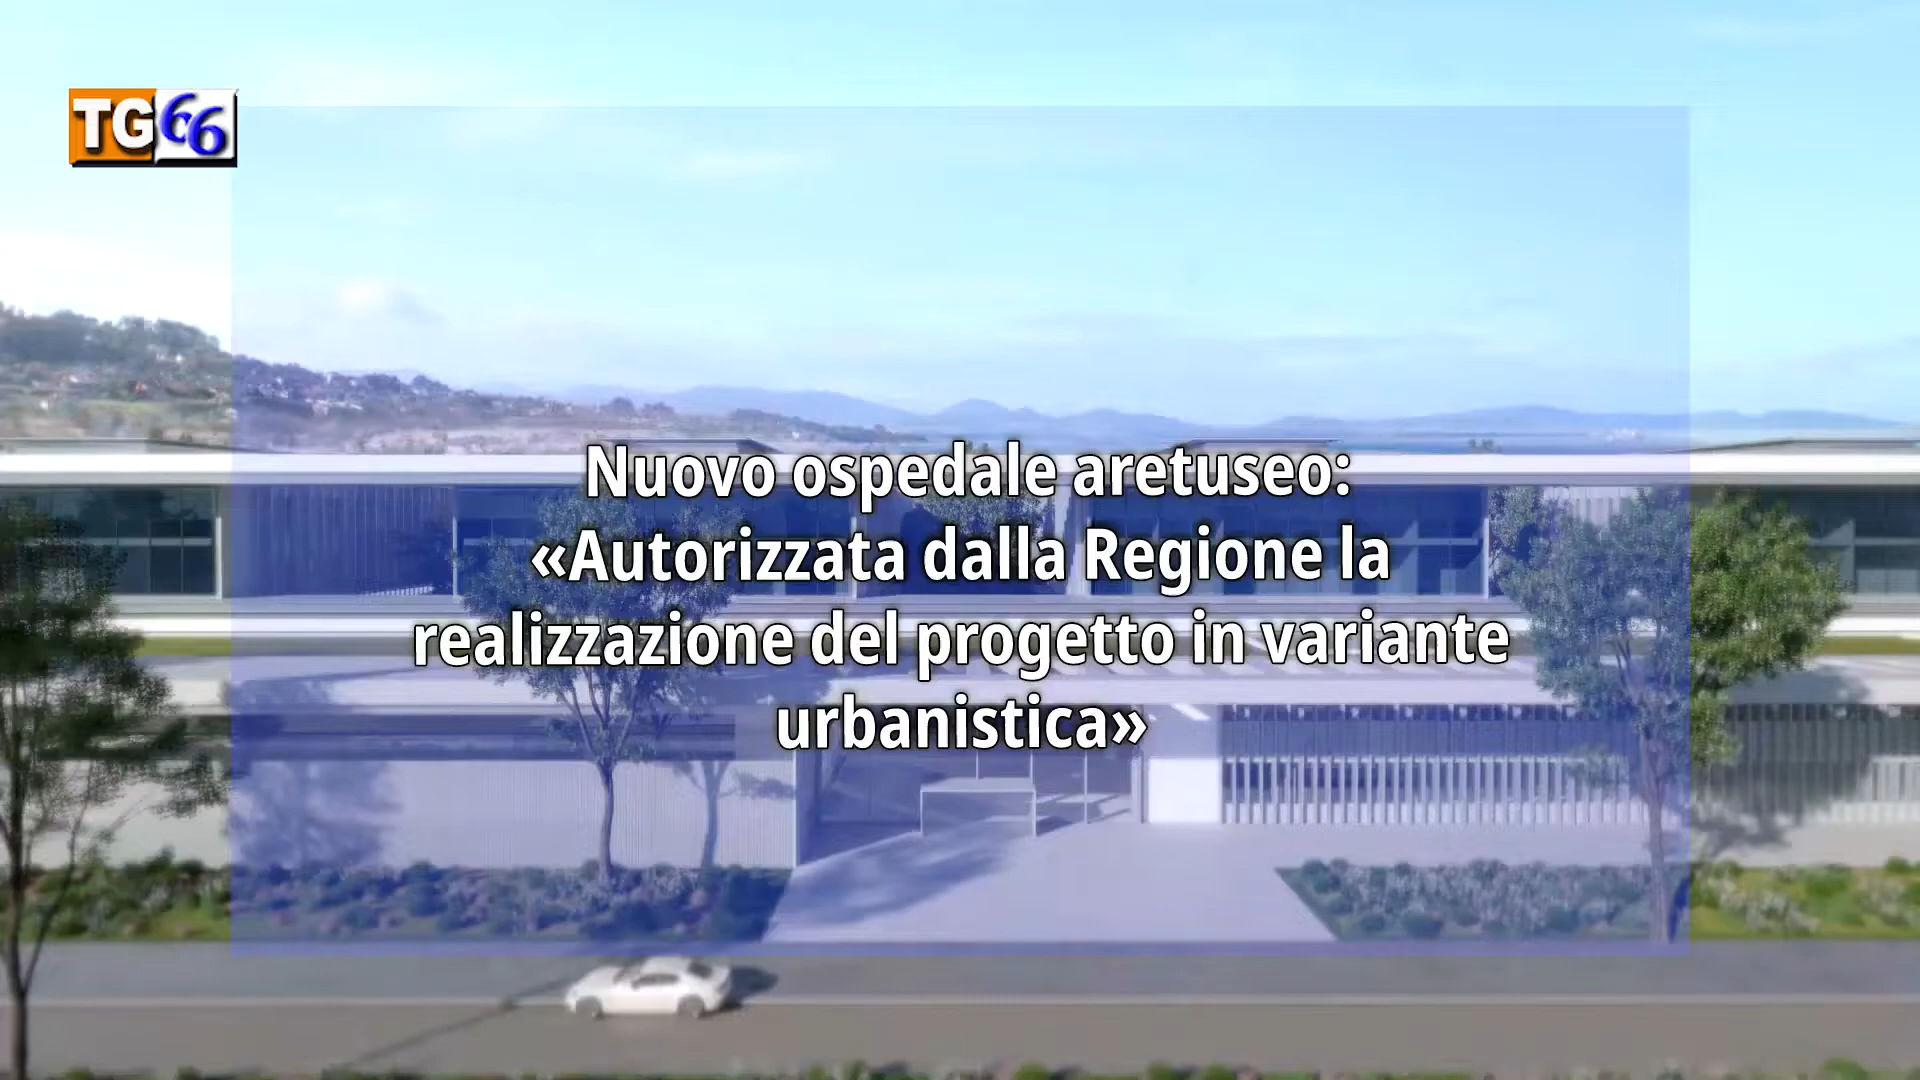 TG66
Nuovo ospedale aretuseo:
«Autorizzata dalla Regione la
realizzazione del progetto in variante
urbanistica»